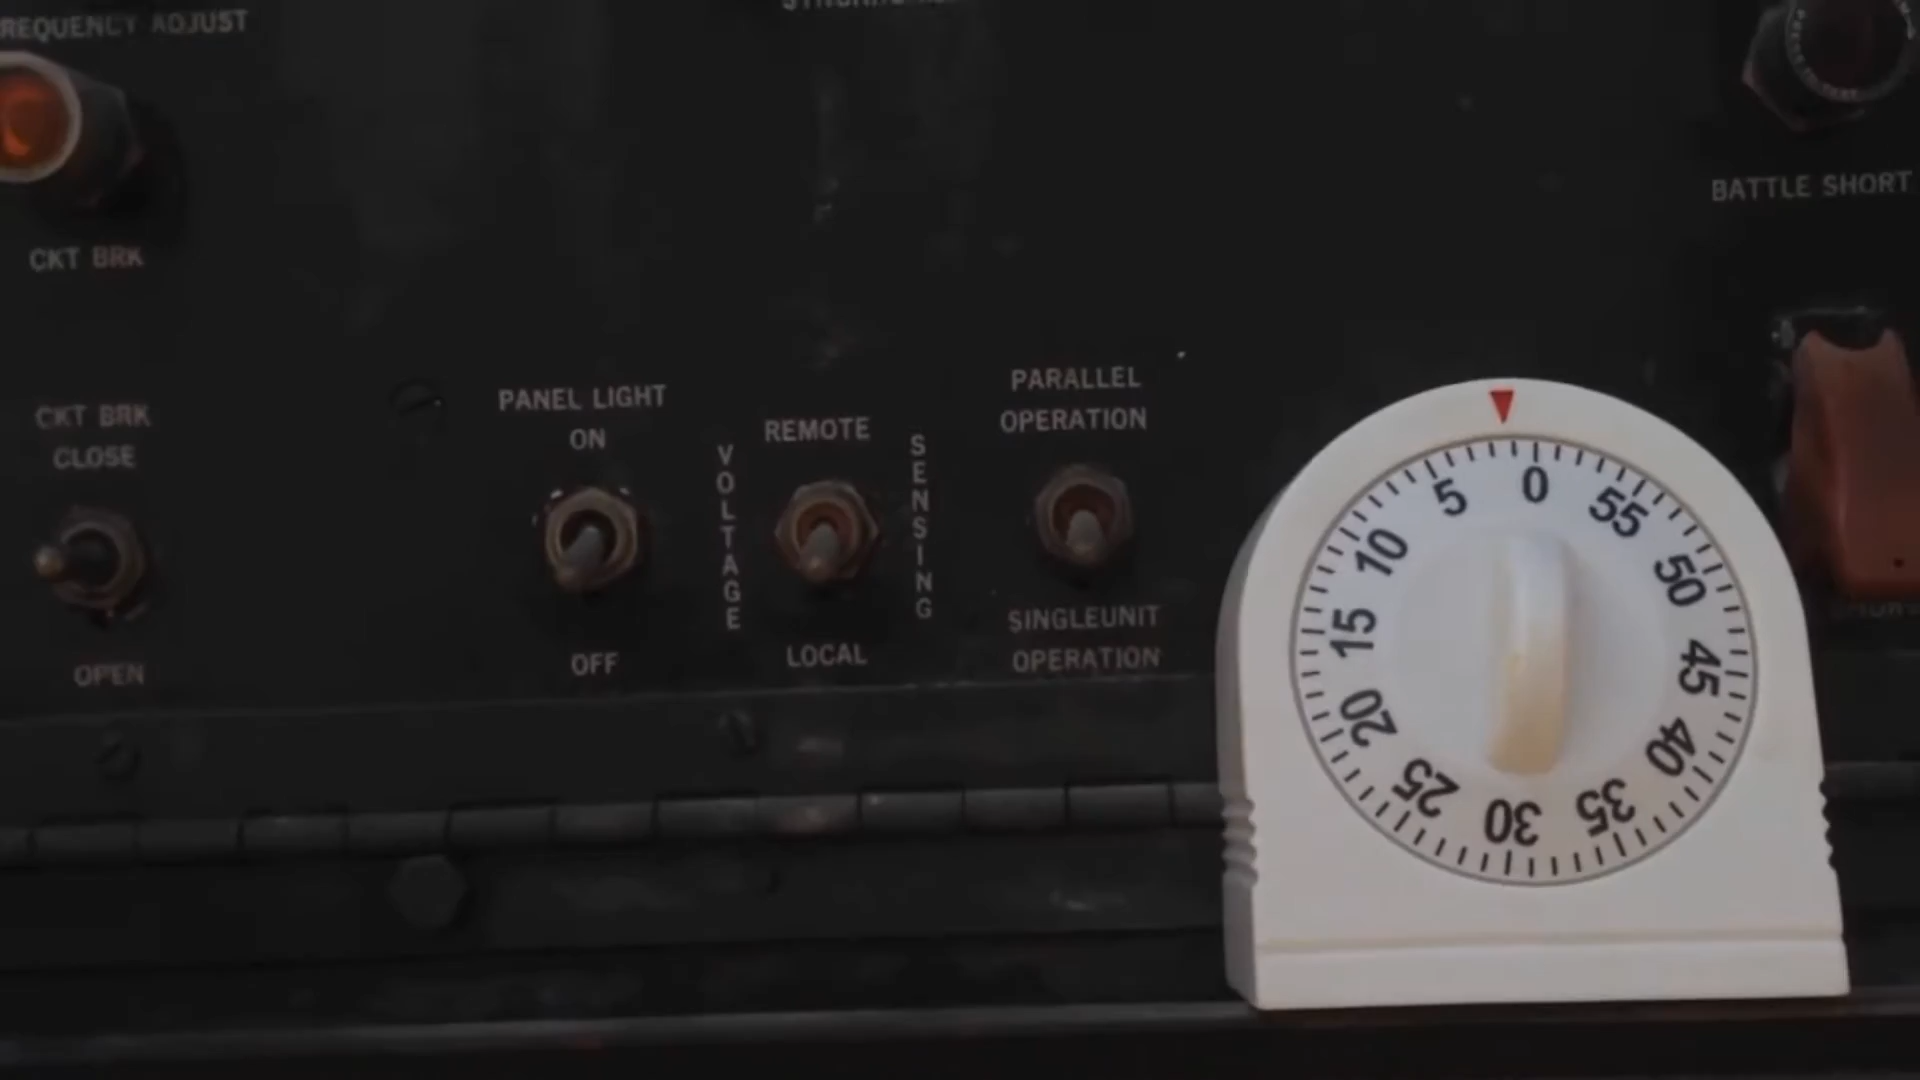 REQUENCY ADJUST
CKT BRK
BATTLE SHORT
CKT BRK
CLOSE
OPEN
PANEL LIGHT
ON
OFF
VOLTAGE
REMOTE
LOCAL
SENSING
PARALLEL
OPERATION
SINGLEUNIT
OPERATION
0
55
50
45
40
35
30
25
20
15
10
5